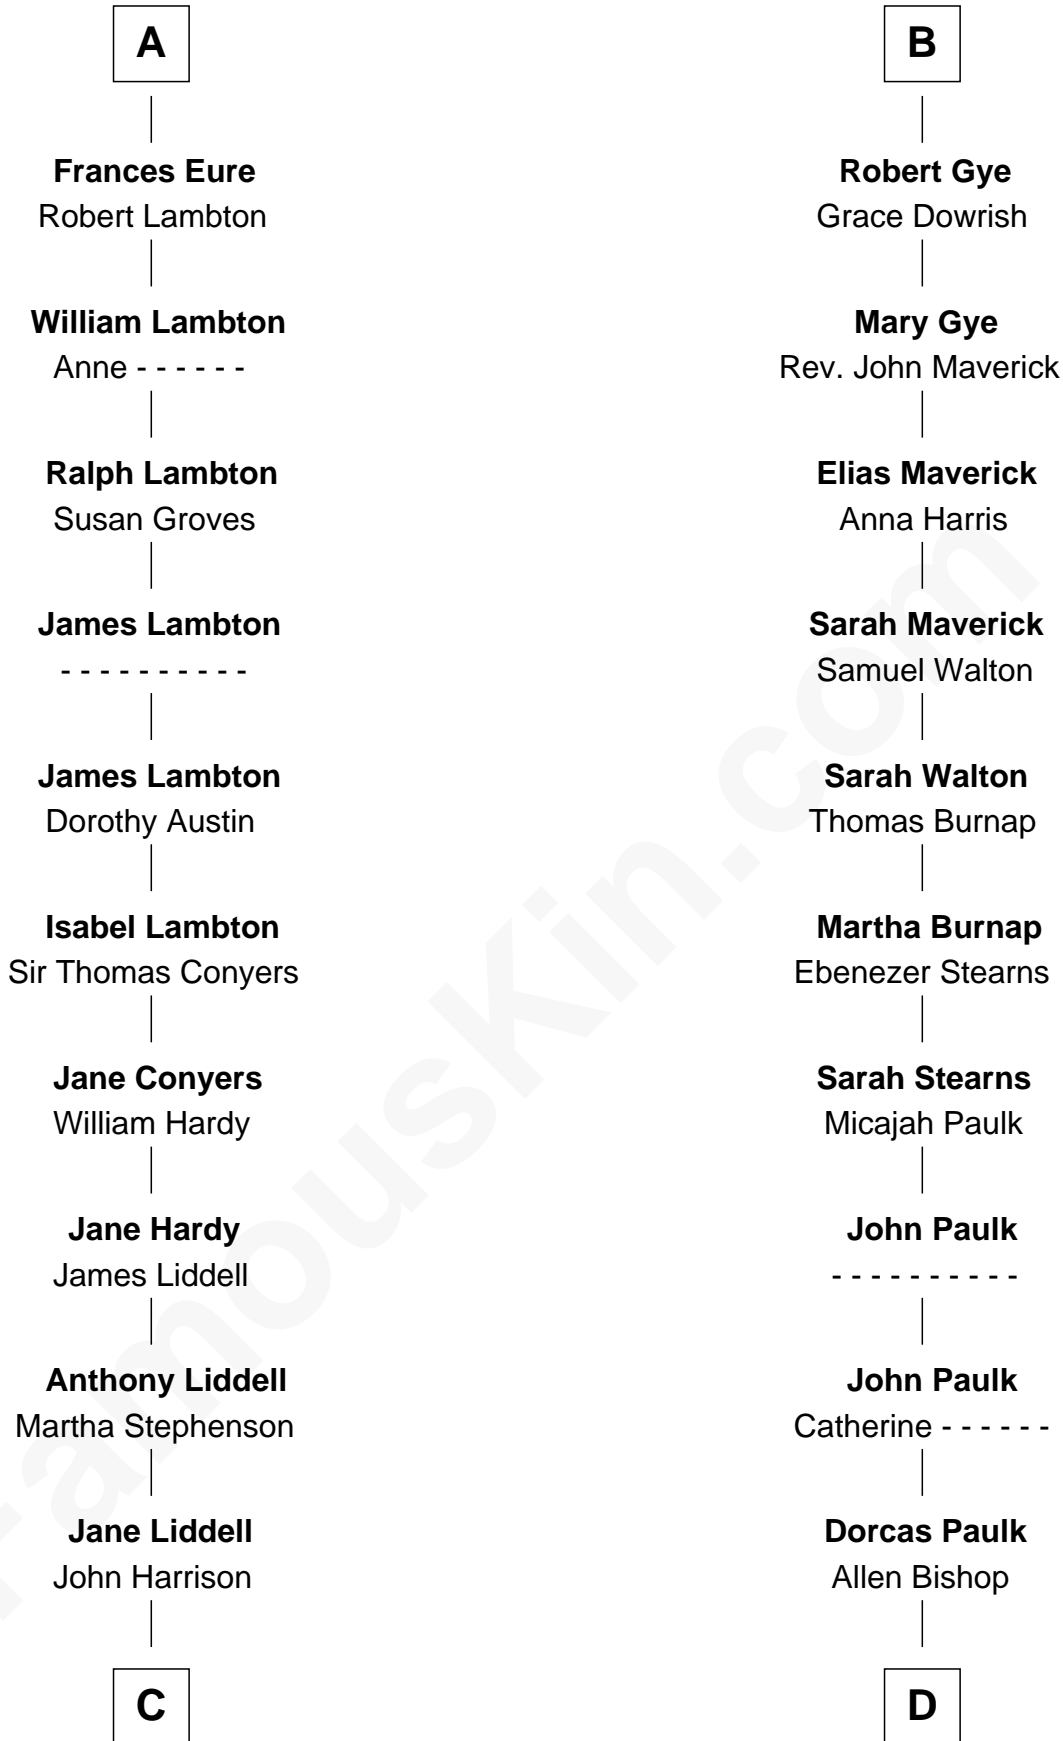 A
Frances Eure
Robert Lambton
William Lambton
Anne - - - - - -
Ralph Lambton
Susan Groves
James Lambton
- - - - - - - - - -
James Lambton
Dorothy Austin
Isabel Lambton
Sir Thomas Conyers
Jane Conyers
William Hardy
Jane Hardy
James Liddell
Anthony Liddell
Martha Stephenson
Jane Liddell
John Harrison
C
B
Robert Gye
Grace Dowrish
Mary Gye
Rev. John Maverick
Elias Maverick
Anna Harris
Sarah Maverick
Samuel Walton
Sarah Walton
Thomas Burnap
Martha Burnap
Ebenezer Stearns
Sarah Stearns
Micajah Paulk
John Paulk
- - - - - - - - - -
John Paulk
Catherine - - - - - -
Dorcas Paulk
Allen Bishop
D
FamousKin.com